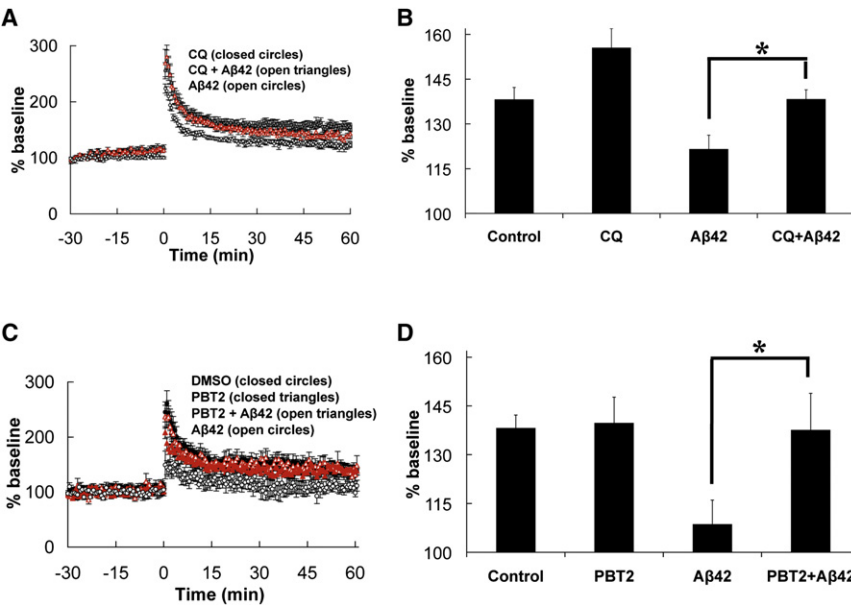 A
300
200
100
0
% baseline
CQ (closed circles)
CQ + Aβ42 (open triangles)
Aβ42 (open circles)
-30 -15 0 15 30 45 60
Time (min)
B
160
145
130
115
100
% baseline
*
Control CQ Aβ42 CQ+Aβ42
C
300
200
100
0
% baseline
DMSO (closed circles)
PBT2 (closed triangles)
PBT2 + Aβ42 (open triangles)
Aβ42 (open circles)
-30 -15 0 15 30 45 60
Time (min)
D
160
145
130
115
100
% baseline
*
Control PBT2 Aβ42 PBT2+Aβ42